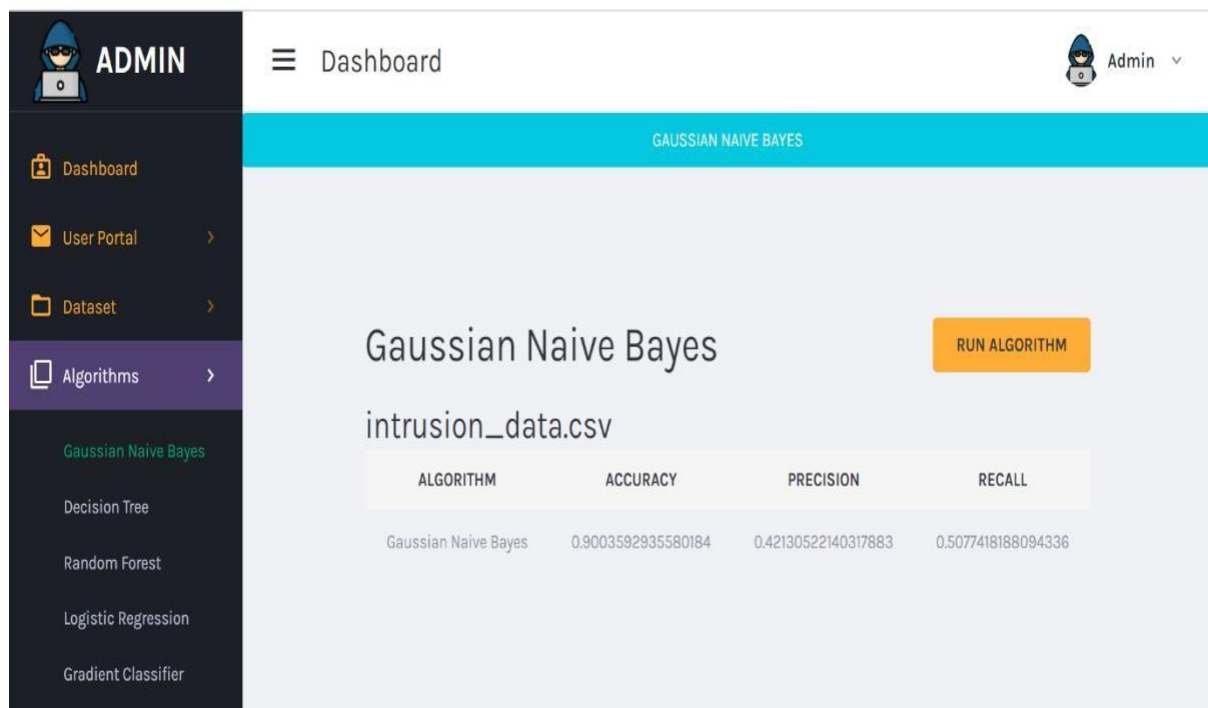 ADMIN
Dashboard
Admin
GAUSSIAN NAIVE BAYES
Dashboard
User Portal
Dataset
Algorithms
Gaussian Naive Bayes
Decision Tree
Random Forest
Logistic Regression
Gradient Classifier
Gaussian Naive Bayes
RUN ALGORITHM
intrusion_data.csv
ALGORITHM ACCURACY PRECISION RECALL
Gaussian Naive Bayes 0.9003592935580184 0.42130522140317883 0.5077418188094336